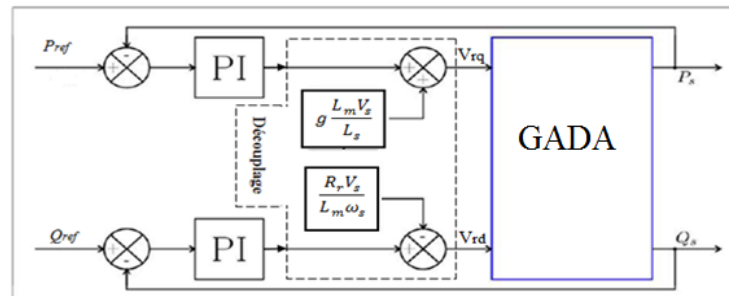 Pref
PI
Vrq
Ps
g LmVs / Ls
Découplage
GADA
RrVs / Lmωs
Qref
PI
Vrd
Qs